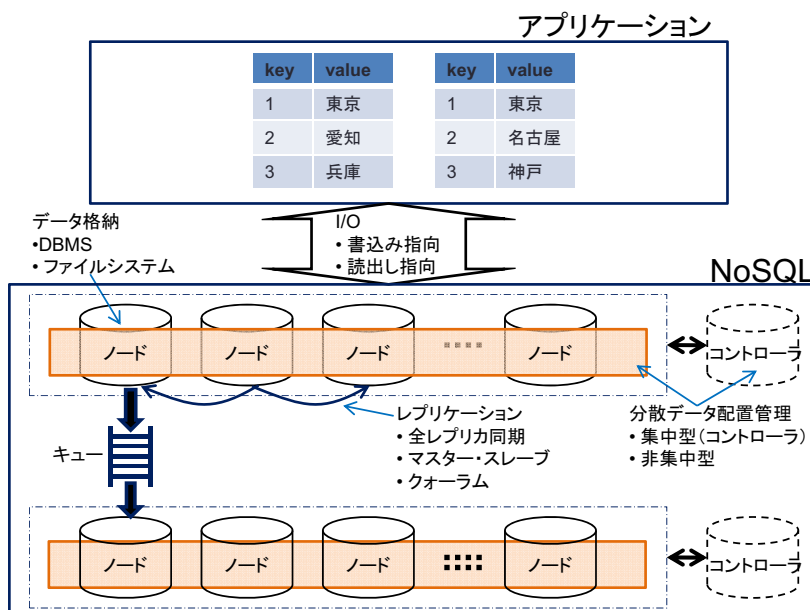 アプリケーション
key value key value
1 東京 1 東京
2 愛知 2 名古屋
3 兵庫 3 神戸
データ格納
•DBMS
• ファイルシステム
I/O
• 書込み指向
• 読出し指向
NoSQL
ノード ノード ノード ノード コントローラ
レプリケーション
• 全レプリカ同期
• マスター・スレーブ
• クォーラム
分散データ配置管理
• 集中型(コントローラ)
• 非集中型
キュー
ノード ノード ノード ノード コントローラ